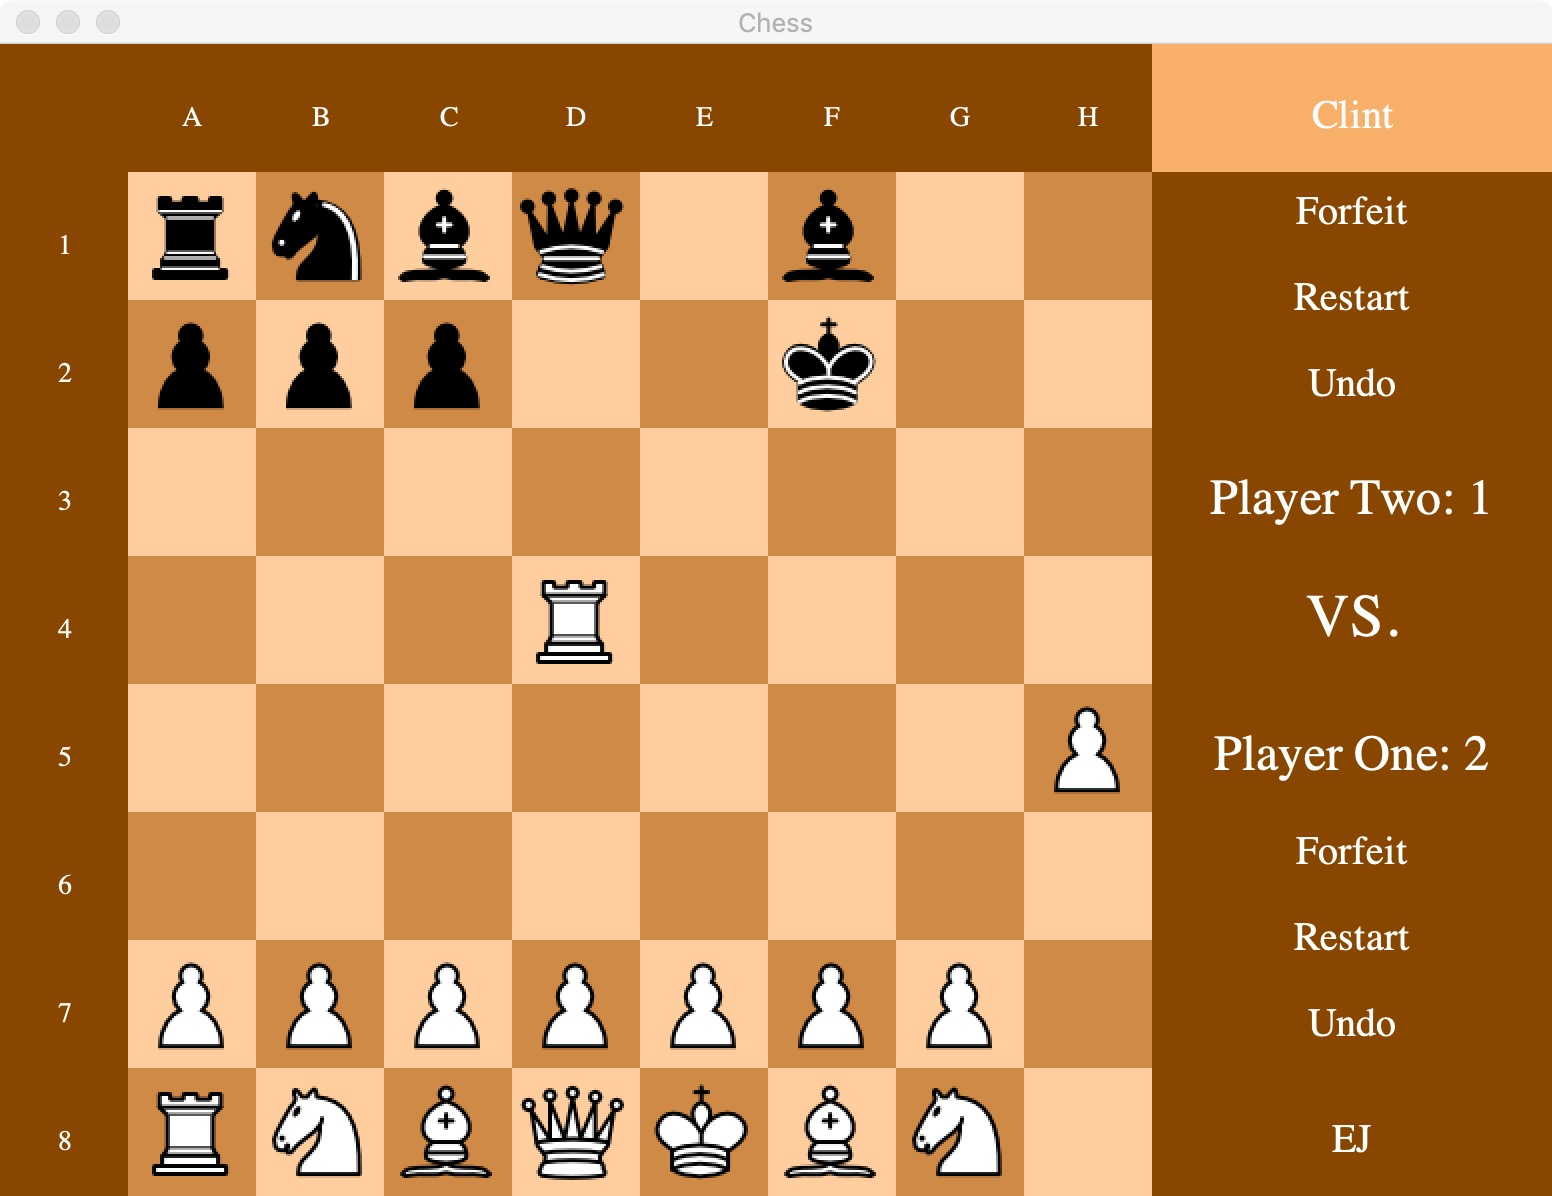 Chess
A B C D E F G H
Clint
1
Forfeit
Restart
2
Undo
3
Player Two: 1
4
VS.
5
Player One: 2
6
Forfeit
Restart
7
Undo
8
EJ